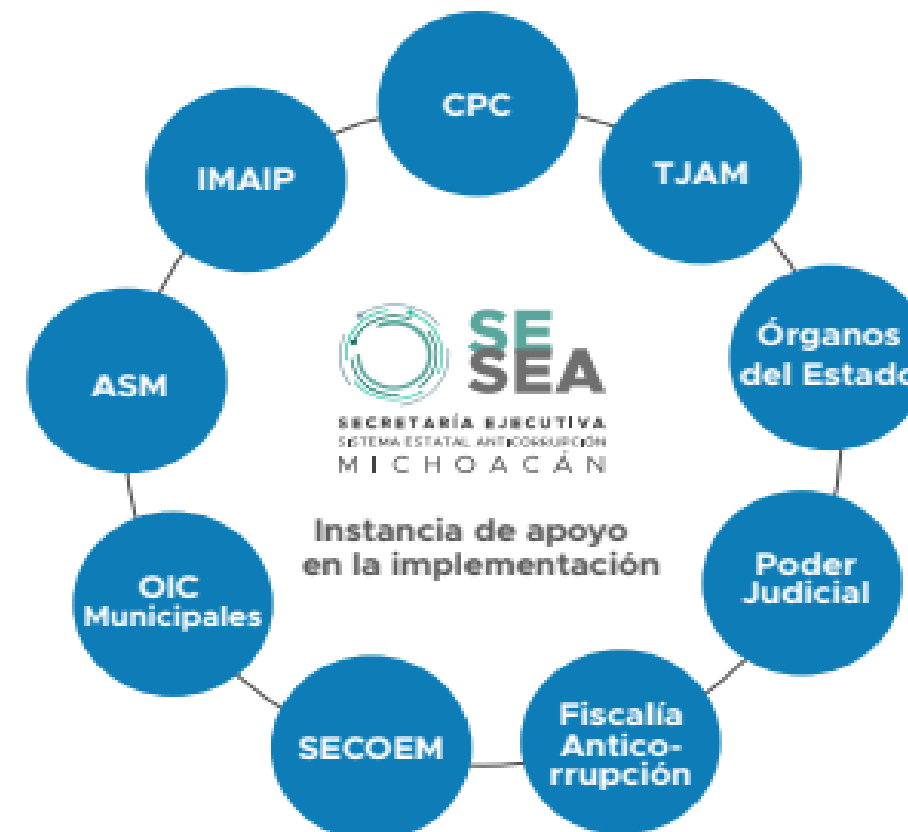 CPC
TJAM
Órganos
del Estado
Poder
Judicial
Fiscalía
Antico-
rrupción
SECOEM
OIC
Municipales
ASM
IMAIP
SE
SEA
SECRETARÍA EJECUTIVA
SISTEMA ESTATAL ANTICORRUPCIÓN
MICHOACÁN
Instancia de apoyo
en la implementación